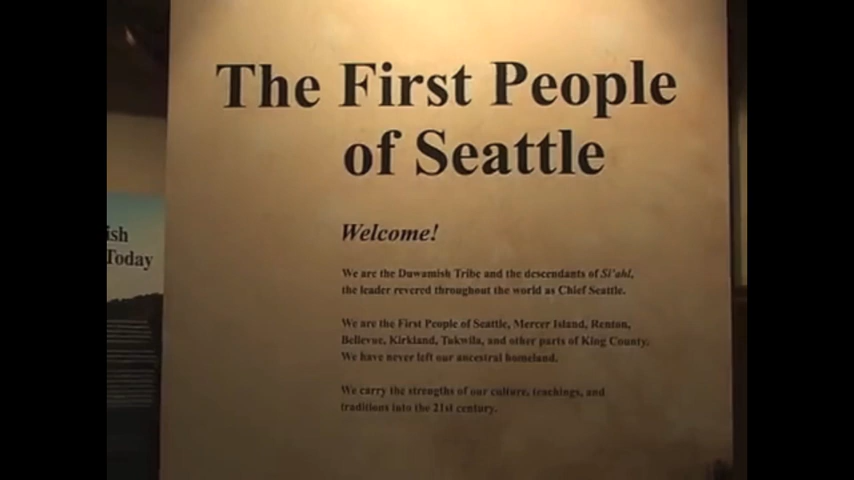 The First People
of Seattle
Welcome!
We are the Duwamish Tribe and the descendants of Si'ahl,
the leader revered throughout the world as Chief Seattle.
We are the First People of Seattle, Mercer Island, Renton,
Bellevue, Kirkland, Tukwila, and other parts of King County.
We have never left our ancestral homeland.
We carry the strengths of our culture, teachings, and
traditions into the 21st century.
ish
Today